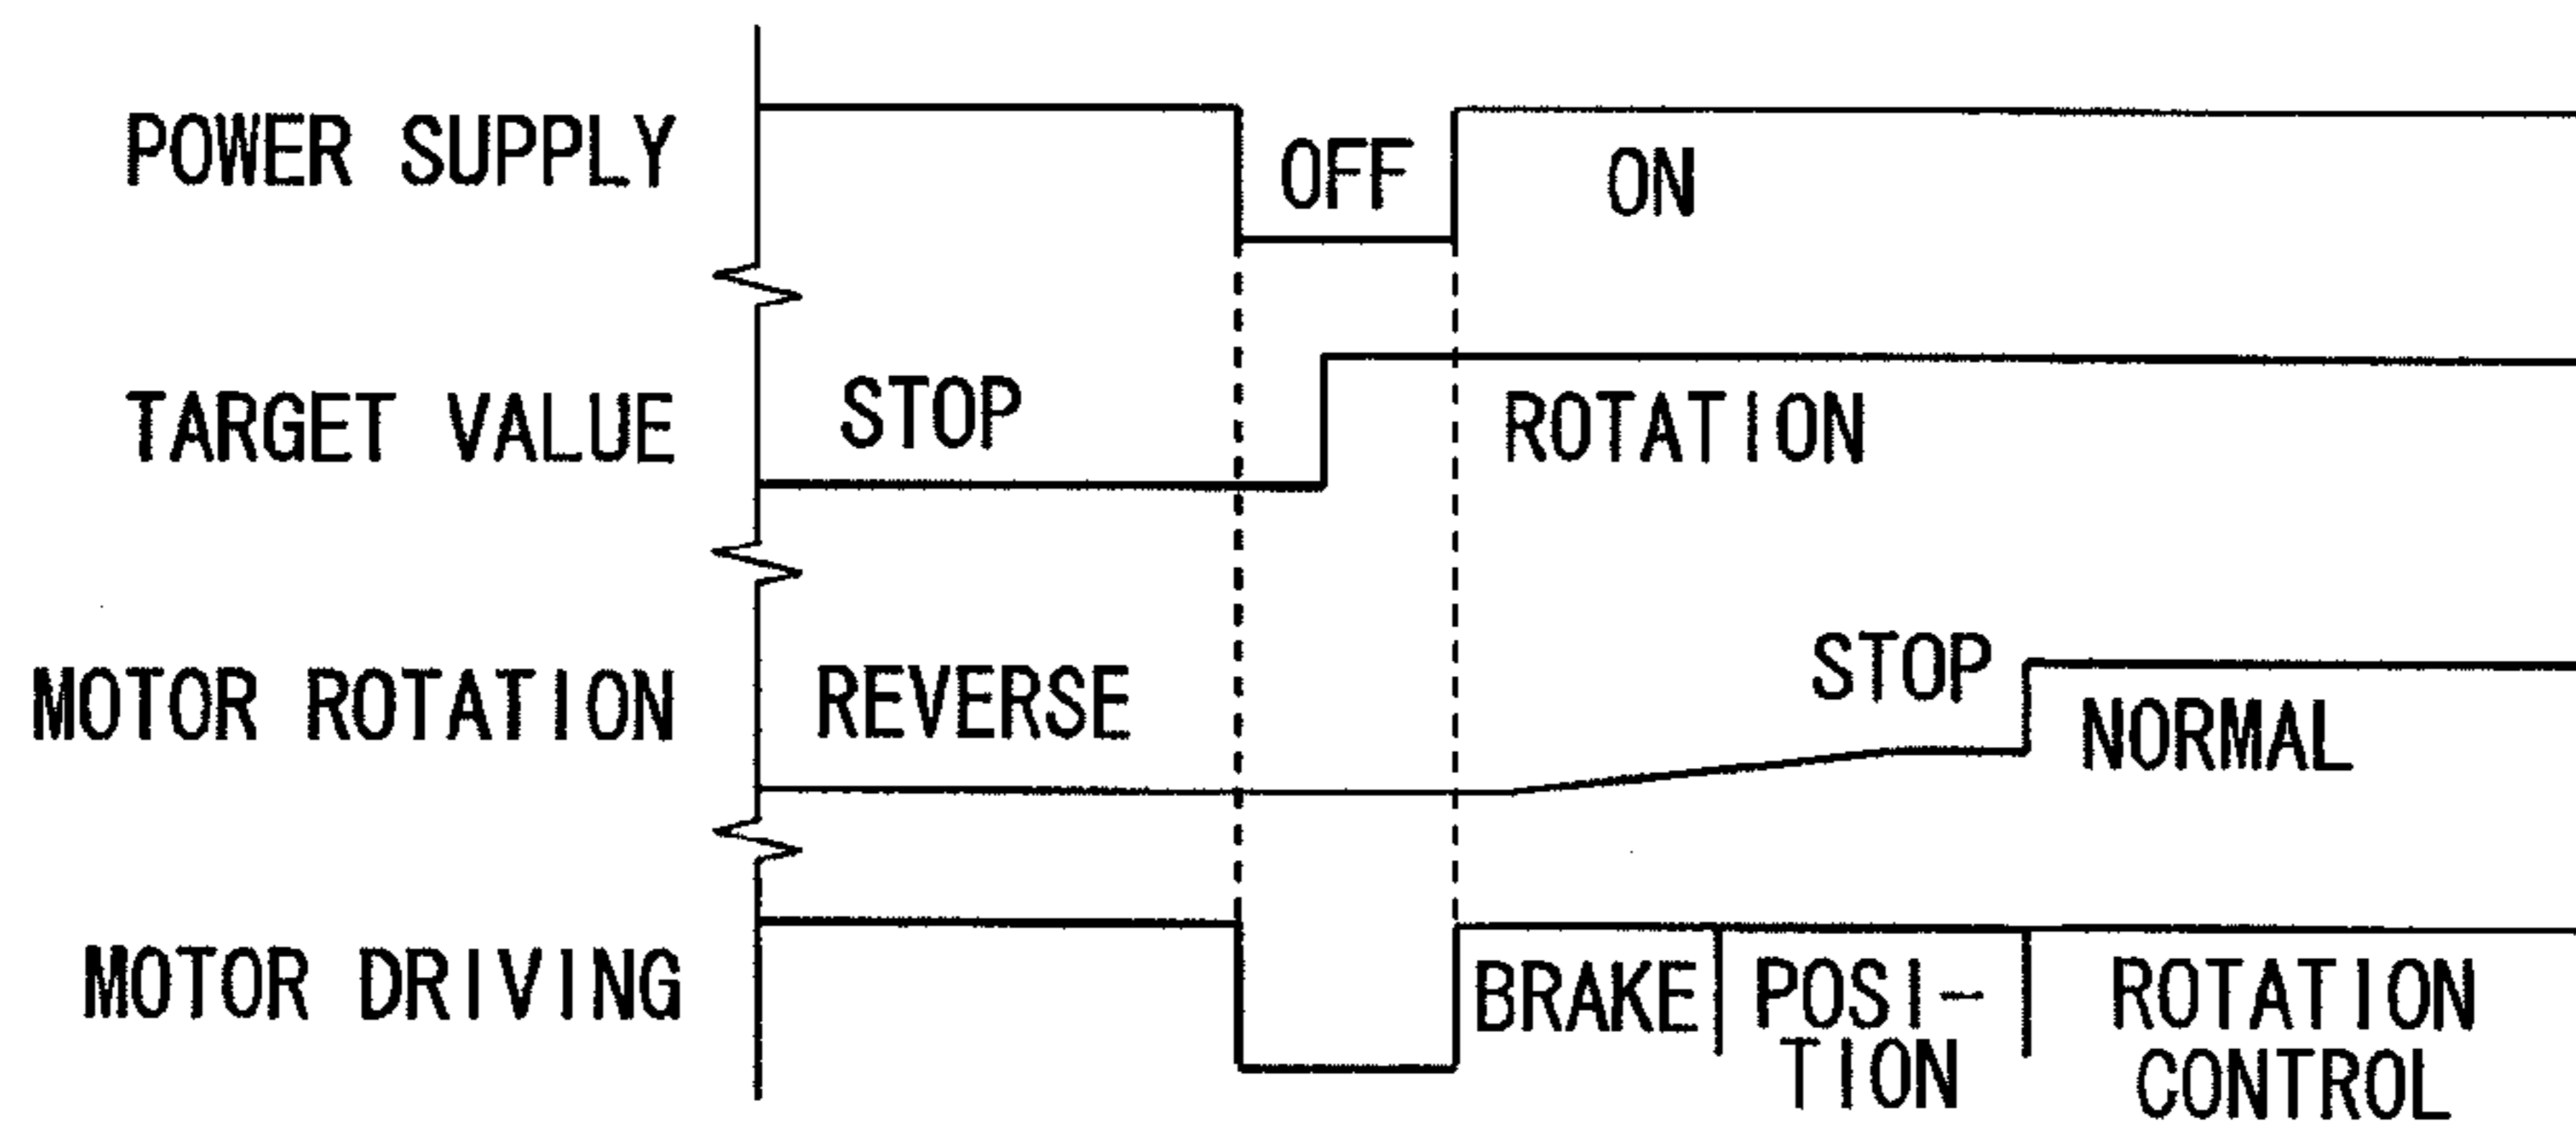 POWER SUPPLY
OFF
ON
TARGET VALUE
STOP
ROTATION
MOTOR ROTATION
REVERSE
STOP
NORMAL
MOTOR DRIVING
BRAKE
POSI-
TION
ROTATION
CONTROL